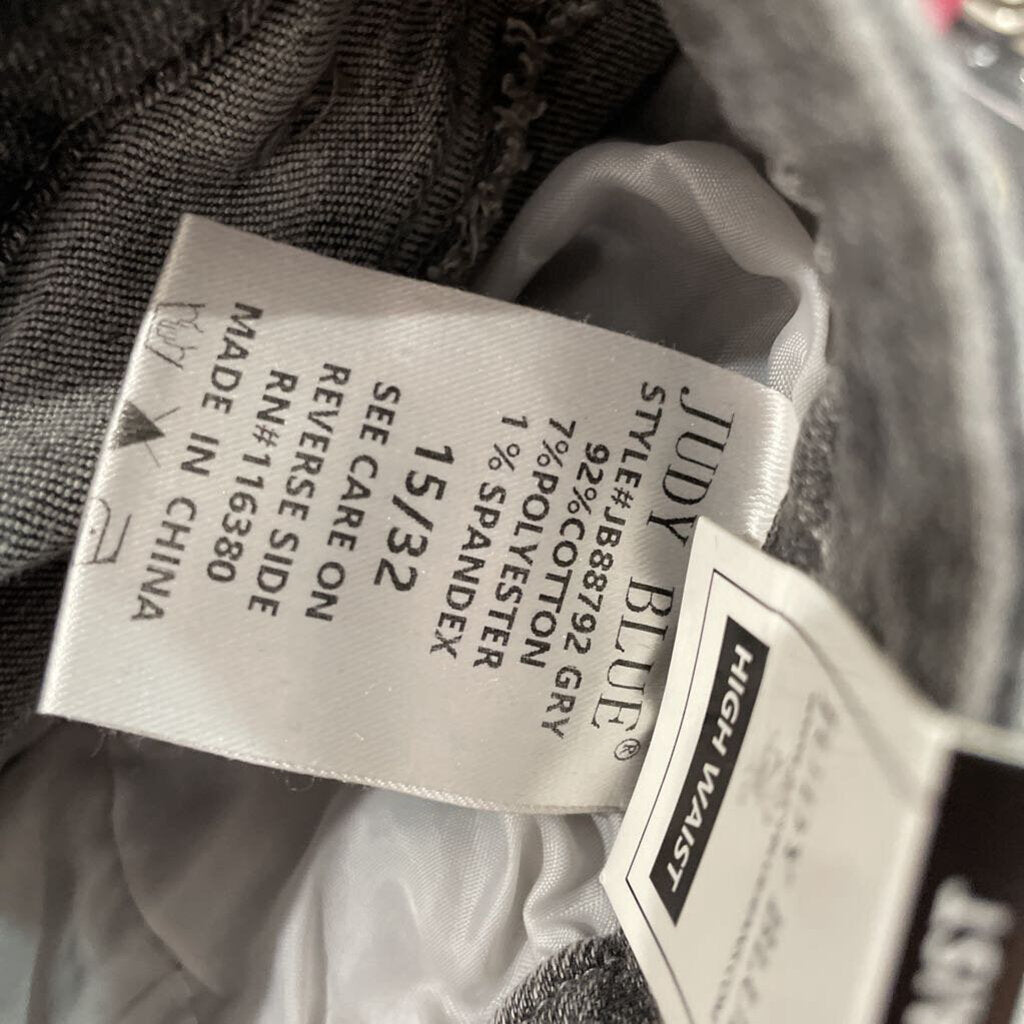 JUDY BLUE®
STYLE#JB88792 GRY
92%COTTON
7%POLYESTER
1% SPANDEX
15/32
SEE CARE ON
REVERSE SIDE
RN#116380
MADE IN CHINA
HIGH WAIST